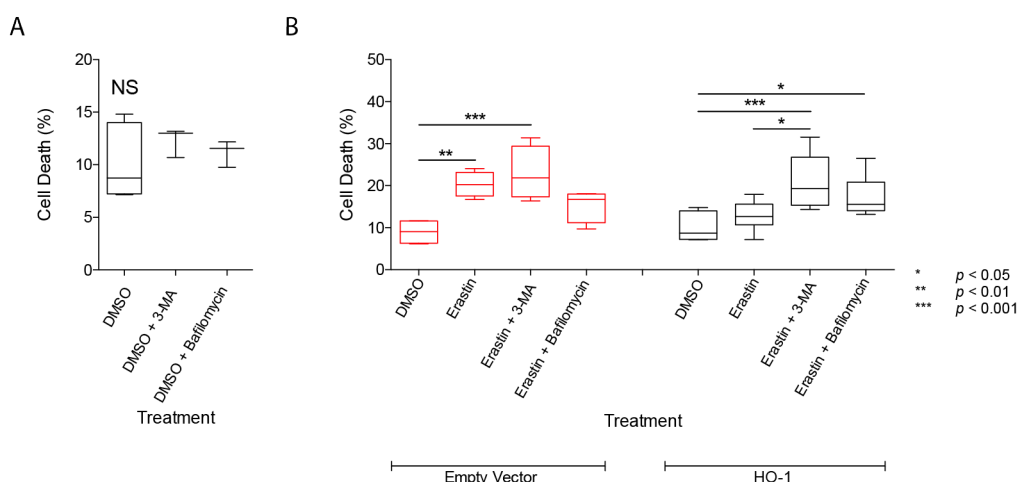 A
20
15
10
5
0
Cell Death (%)
NS
DMSO
DMSO + 3-MA
DMSO + Bafilomycin
Treatment
B
50
40
30
20
10
0
Cell Death (%)
***
**
*
***
*
DMSO
Erastin
Erastin + 3-MA
Erastin + Bafilomycin
DMSO
Erastin
Erastin + 3-MA
Erastin + Bafilomycin
Treatment
Empty Vector
HO-1
* p < 0.05
** p < 0.01
*** p < 0.001